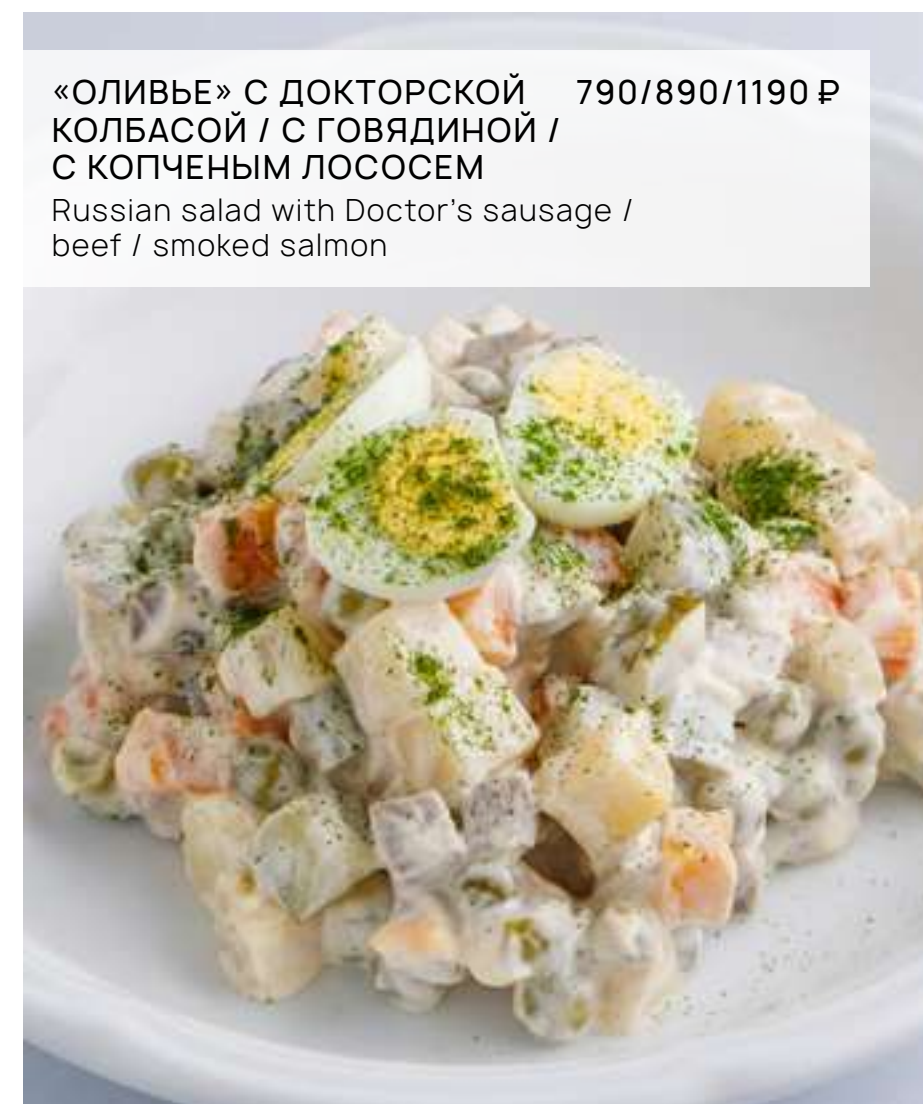 «ОЛИВЬЕ» С ДОКТОРСКОЙ 790/890/1190 ₽
КОЛБАСОЙ / С ГОВЯДИНОЙ /
С КОПЧЕНЫМ ЛОСОСЕМ
Russian salad with Doctor's sausage /
beef / smoked salmon